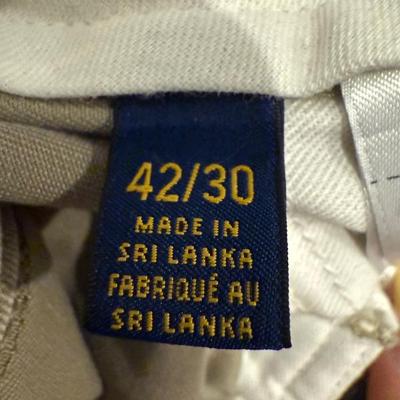 42/30
MADE IN
SRI LANKA
FABRIQUÉ AU
SRI LANKA